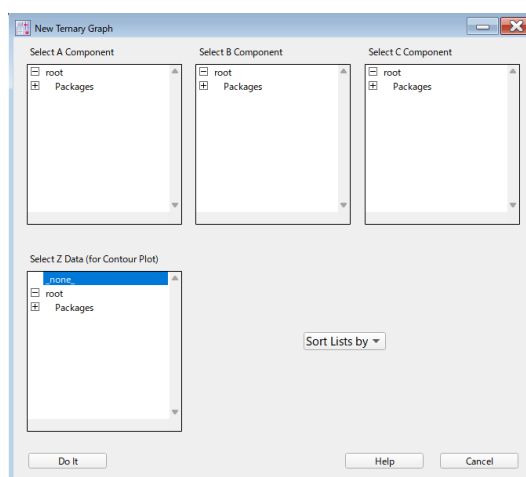 New Ternary Graph
Select A Component
Select B Component
Select C Component
root
Packages
root
Packages
root
Packages
Select Z Data (for Contour Plot)
_none_
root
Packages
Sort Lists by
Do It
Help
Cancel